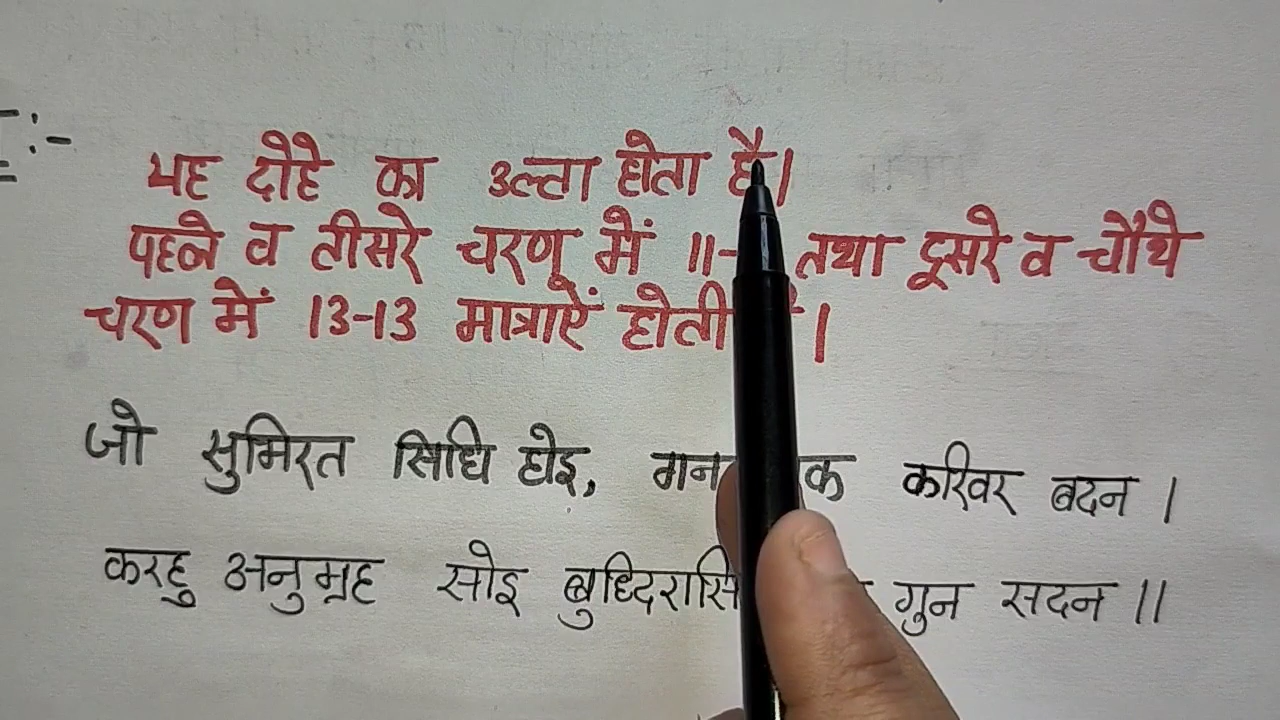 :-
यह दोहे का उल्टा होता है।
पहले व तीसरे चरण में 11- तथा दूसरे व चौथे
चरण में 13-13 मात्राऐं होती ।
जो सुमिरत सिधि होइ, गन क करिवर बदन ।
करहु अनुग्रह सोइ बुध्दिरासि गुन सदन ॥